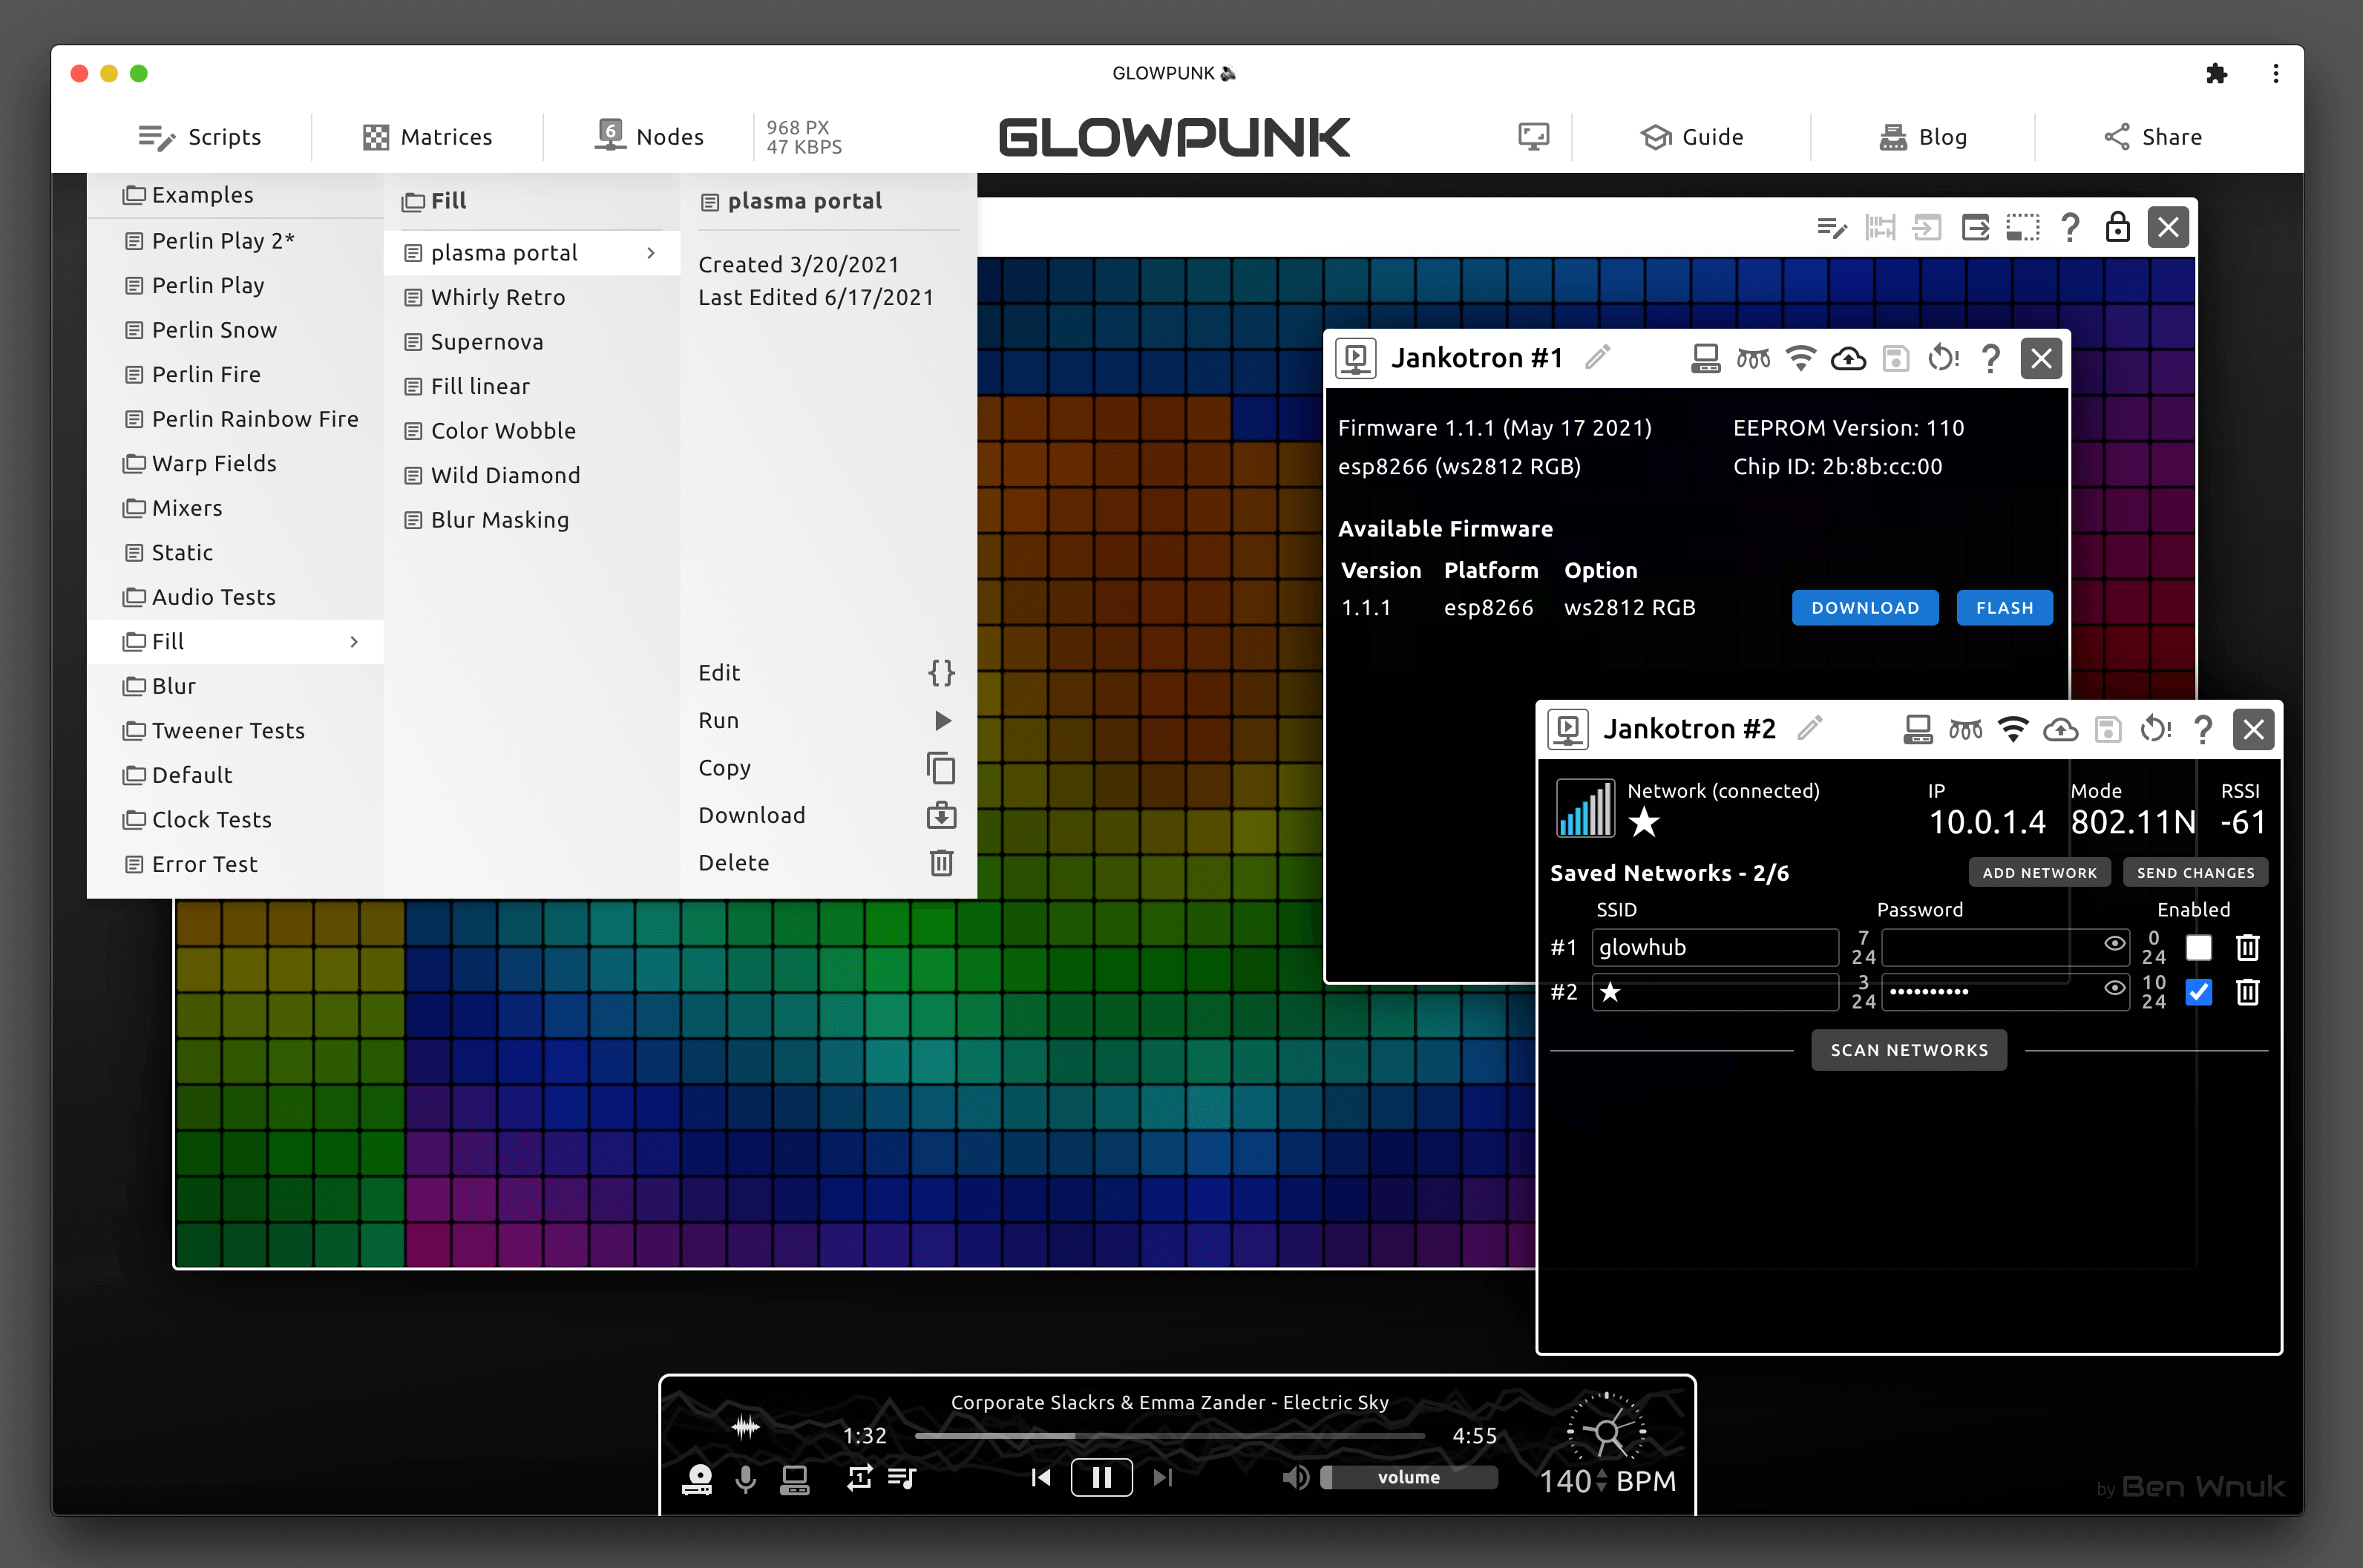 GLOWPUNK 🔉
Scripts
Matrices
6 Nodes
968 PX
47 KBPS
GLOWPUNK
Guide
Blog
Share
Examples
Perlin Play 2*
Perlin Play
Perlin Snow
Perlin Fire
Perlin Rainbow Fire
Warp Fields
Mixers
Static
Audio Tests
Fill
Blur
Tweener Tests
Default
Clock Tests
Error Test
Fill
plasma portal
Whirly Retro
Supernova
Fill linear
Color Wobble
Wild Diamond
Blur Masking
plasma portal
Created 3/20/2021
Last Edited 6/17/2021
Edit {}
Run
Copy
Download
Delete
?
Jankotron #1
?
Firmware 1.1.1 (May 17 2021)
EEPROM Version: 110
esp8266 (ws2812 RGB)
Chip ID: 2b:8b:cc:00
Available Firmware
Version Platform Option
1.1.1 esp8266 ws2812 RGB DOWNLOAD FLASH
Jankotron #2
?
Network (connected)
★
IP
10.0.1.4
Mode
802.11N
RSSI
-61
Saved Networks - 2/6 ADD NETWORK SEND CHANGES
SSID Password Enabled
#1 glowhub 7 24 0 24
#2 ★ 3 24 •••••••••• 10 24
SCAN NETWORKS
Corporate Slackrs & Emma Zander - Electric Sky
1:32 4:55
1
volume
140 BPM
by Ben Wnuk